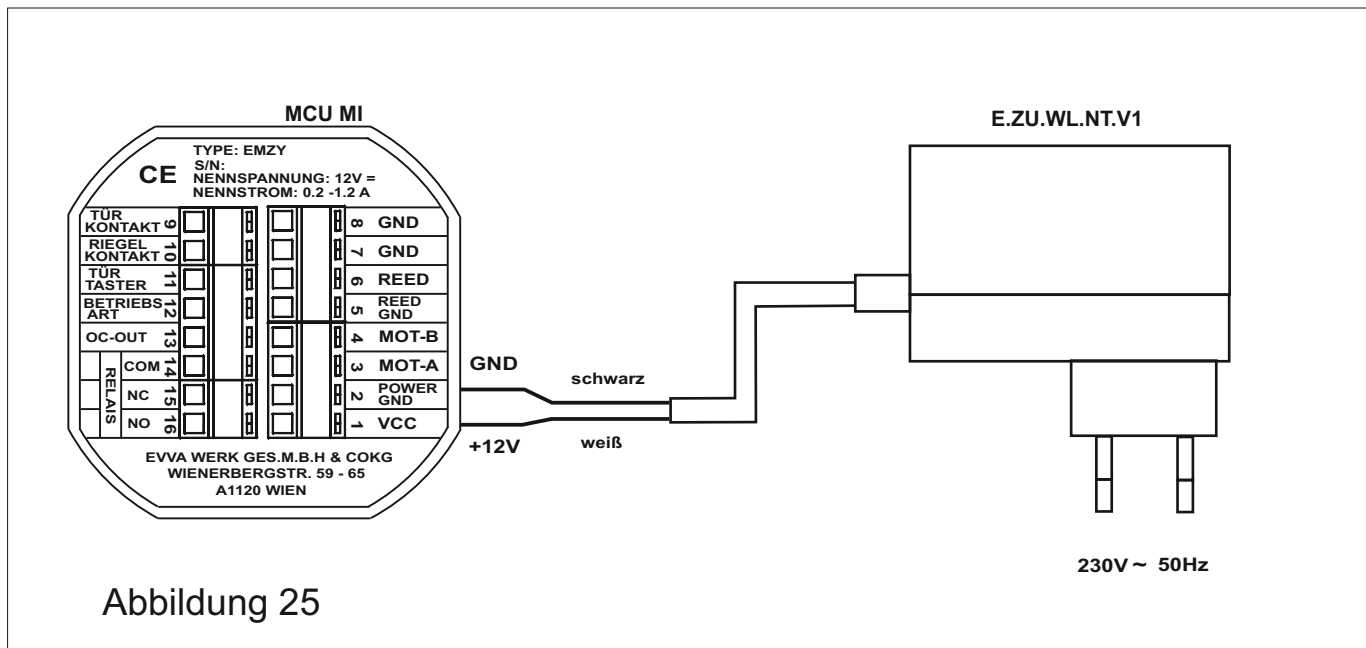 MCU MI
E.ZU.WL.NT.V1
CE
TYPE: EMZY
S/N:
NENNSPANNUNG: 12V =
NENNSTROM: 0.2 -1.2 A
TÜR
KONTAKT 9
RIEGEL
KONTAKT 10
TÜR
TASTER 11
BETRIEBS
ART 12
OC-OUT 13
RELAIS
COM 14
NC 15
NO 16
8 GND
7 GND
6 REED
5 REED
GND
4 MOT-B
3 MOT-A
2 POWER
GND
1 VCC
EVVA WERK GES.M.B.H & COKG
WIENERBERGSTR. 59 - 65
A1120 WIEN
GND
schwarz
+12V
weiß
230V ~ 50Hz
Abbildung 25